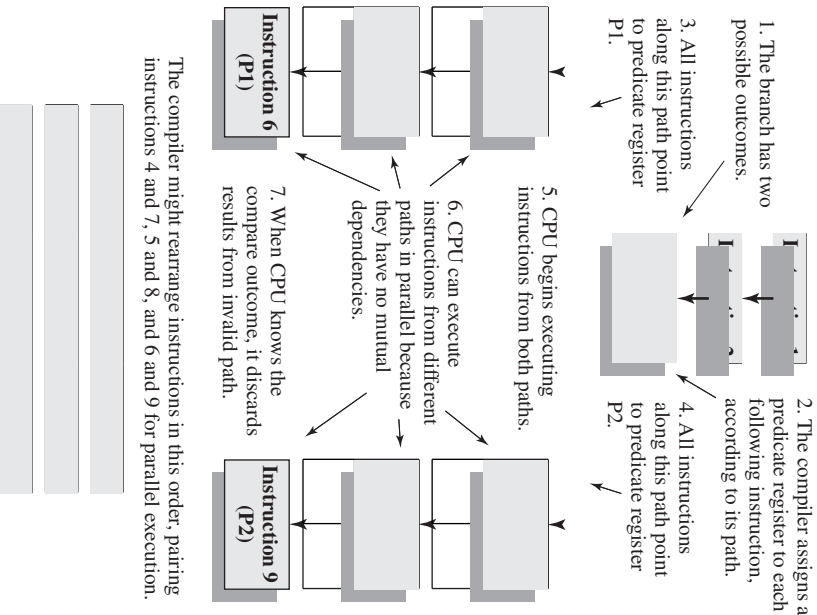 1. The branch has two
possible outcomes.
2. The compiler assigns a
predicate register to each
following instruction,
according to its path.
3. All instructions
along this path point
to predicate register
P1.
4. All instructions
along this path point
to predicate register
P2.
5. CPU begins executing
instructions from both paths.
6. CPU can execute
instructions from different
paths in parallel because
they have no mutual
dependencies.
7. When CPU knows the
compare outcome, it discards
results from invalid path.
Instruction 6
(P1)
Instruction 9
(P2)
The compiler might rearrange instructions in this order, pairing
instructions 4 and 7, 5 and 8, and 6 and 9 for parallel execution.